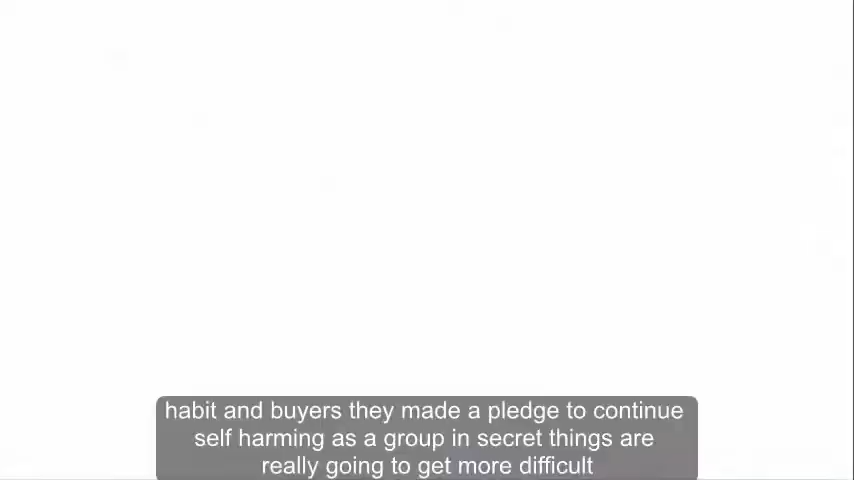 habit and buyers they made a pledge to continue
self harming as a group in secret things are
really going to get more difficult